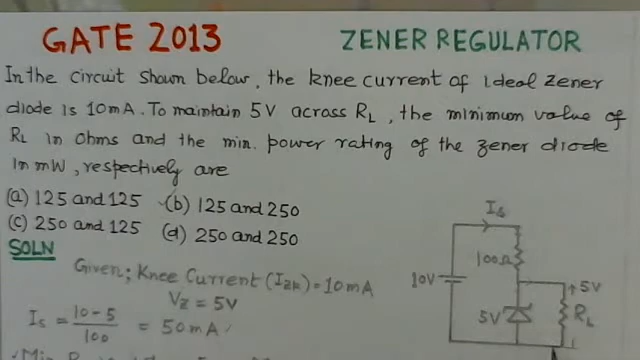 GATE 2013 ZENER REGULATOR
In the circuit shown below, the knee current of ideal zener
diode is 10mA. To maintain 5V across RL, the minimum value of
RL in ohms and the min. power rating of the zener diode
in mW, respectively are
(a) 125 and 125 (b) 125 and 250
(c) 250 and 125 (d) 250 and 250
SOLN
Given; Knee Current (IZK) = 10mA
VZ = 5V
Is = 10-5/100 = 50mA
Is
100Ω
10V
5V
5V
RL